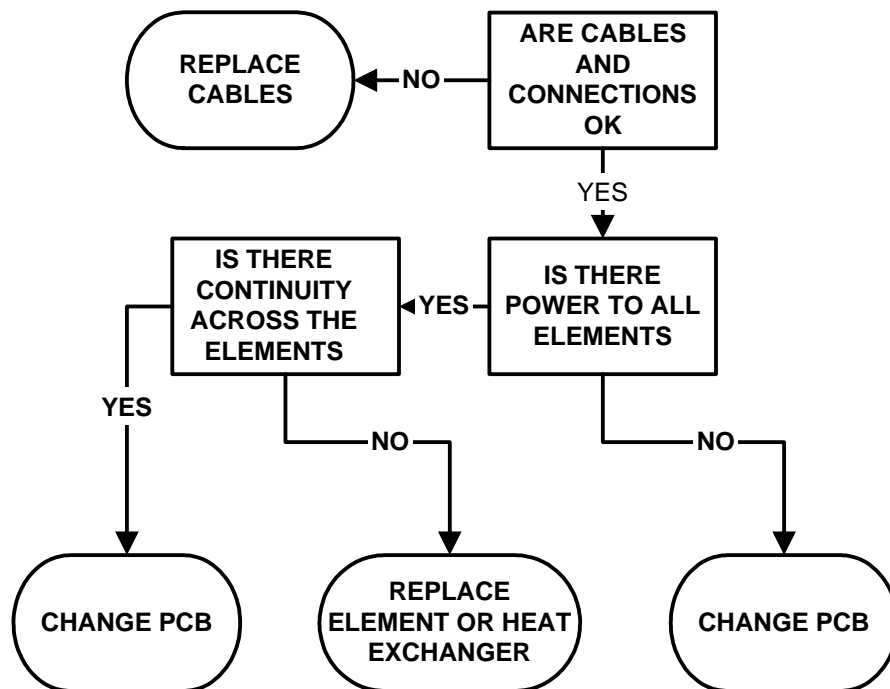 REPLACE
CABLES
NO
ARE CABLES
AND
CONNECTIONS
OK
YES
IS THERE
CONTINUITY
ACROSS THE
ELEMENTS
YES
IS THERE
POWER TO ALL
ELEMENTS
YES
NO
NO
CHANGE PCB
REPLACE
ELEMENT OR HEAT
EXCHANGER
CHANGE PCB